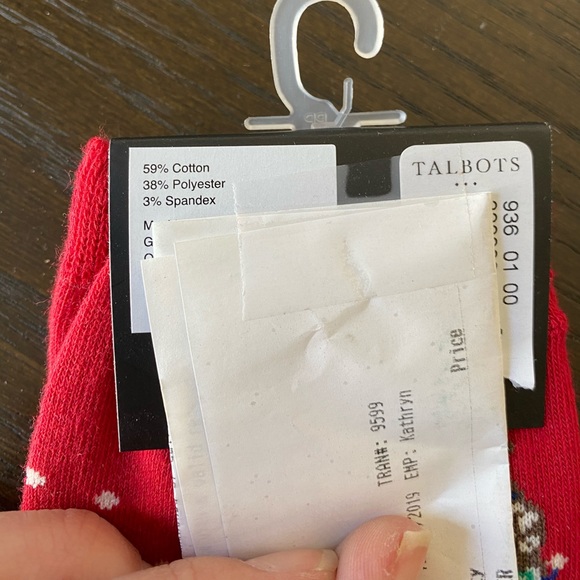 59% Cotton
38% Polyester
3% Spandex
TALBOTS
936 01 00
Price
TRAN#: 9599
/2019 EMP: Kathryn